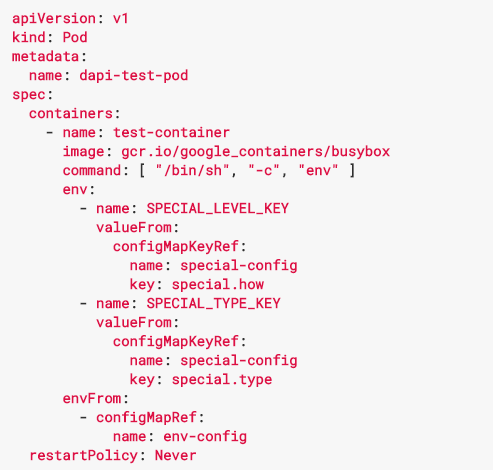 apiVersion: v1
kind: Pod
metadata:
  name: dapi-test-pod
spec:
  containers:
    - name: test-container
      image: gcr.io/google_containers/busybox
      command: [ "/bin/sh", "-c", "env" ]
      env:
        - name: SPECIAL_LEVEL_KEY
          valueFrom:
            configMapKeyRef:
              name: special-config
              key: special.how
        - name: SPECIAL_TYPE_KEY
          valueFrom:
            configMapKeyRef:
              name: special-config
              key: special.type
      envFrom:
        - configMapRef:
            name: env-config
  restartPolicy: Never